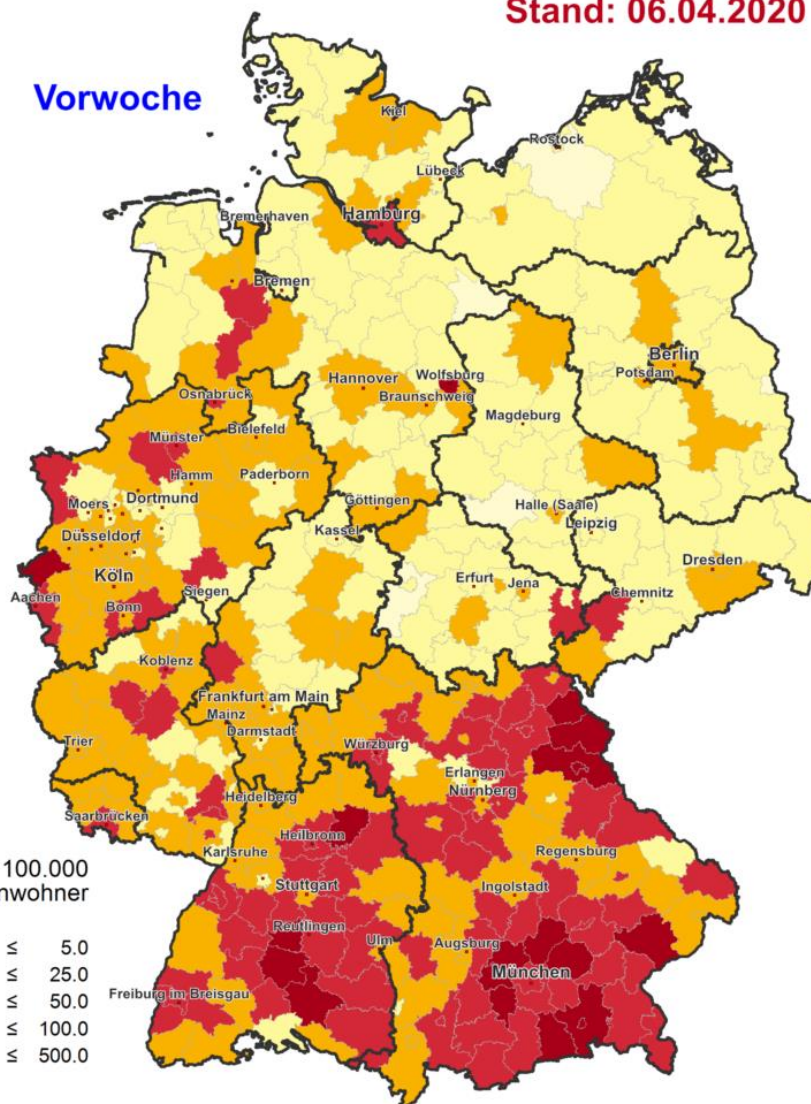 Stand: 06.04.2020
Vorwoche
Kiel
Rostock
Lübeck
Bremerhaven
Hamburg
Bremen
Berlin
Potsdam
Hannover
Wolfsburg
Braunschweig
Osnabrück
Magdeburg
Münster
Bielefeld
Hamm
Paderborn
Moers
Dortmund
Göttingen
Halle (Saale)
Leipzig
Düsseldorf
Kassel
Dresden
Köln
Erfurt
Jena
Chemnitz
Aachen
Bonn
Siegen
Koblenz
Frankfurt am Main
Mainz
Darmstadt
Trier
Würzburg
Erlangen
Nürnberg
Heidelberg
Saarbrücken
Heilbronn
Karlsruhe
Regensburg
Stuttgart
Ingolstadt
Reutlingen
Ulm
Augsburg
München
Freiburg im Breisgau
100.000
nwohner
≤ 5.0
≤ 25.0
≤ 50.0
≤ 100.0
≤ 500.0